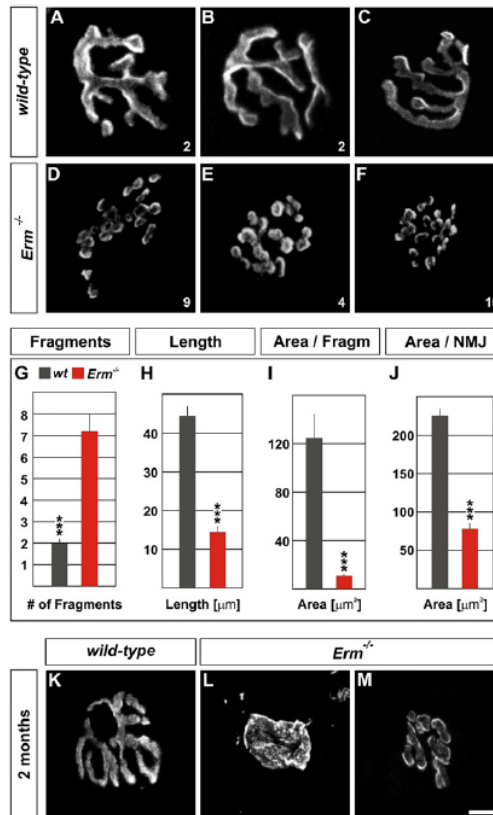 A B C
wild-type
2 2
D E F
Erm -/-
9 4 10
Fragments Length Area / Fragm Area / NMJ
G wt Erm-/- H I J
8
7
6
5
4
3
2
1
***
# of Fragments
40
30
20
10
***
Length [μm]
120
80
40
***
Area [μm²]
200
150
100
50
***
Area [μm²]
wild-type Erm-/-
K L M
2 months